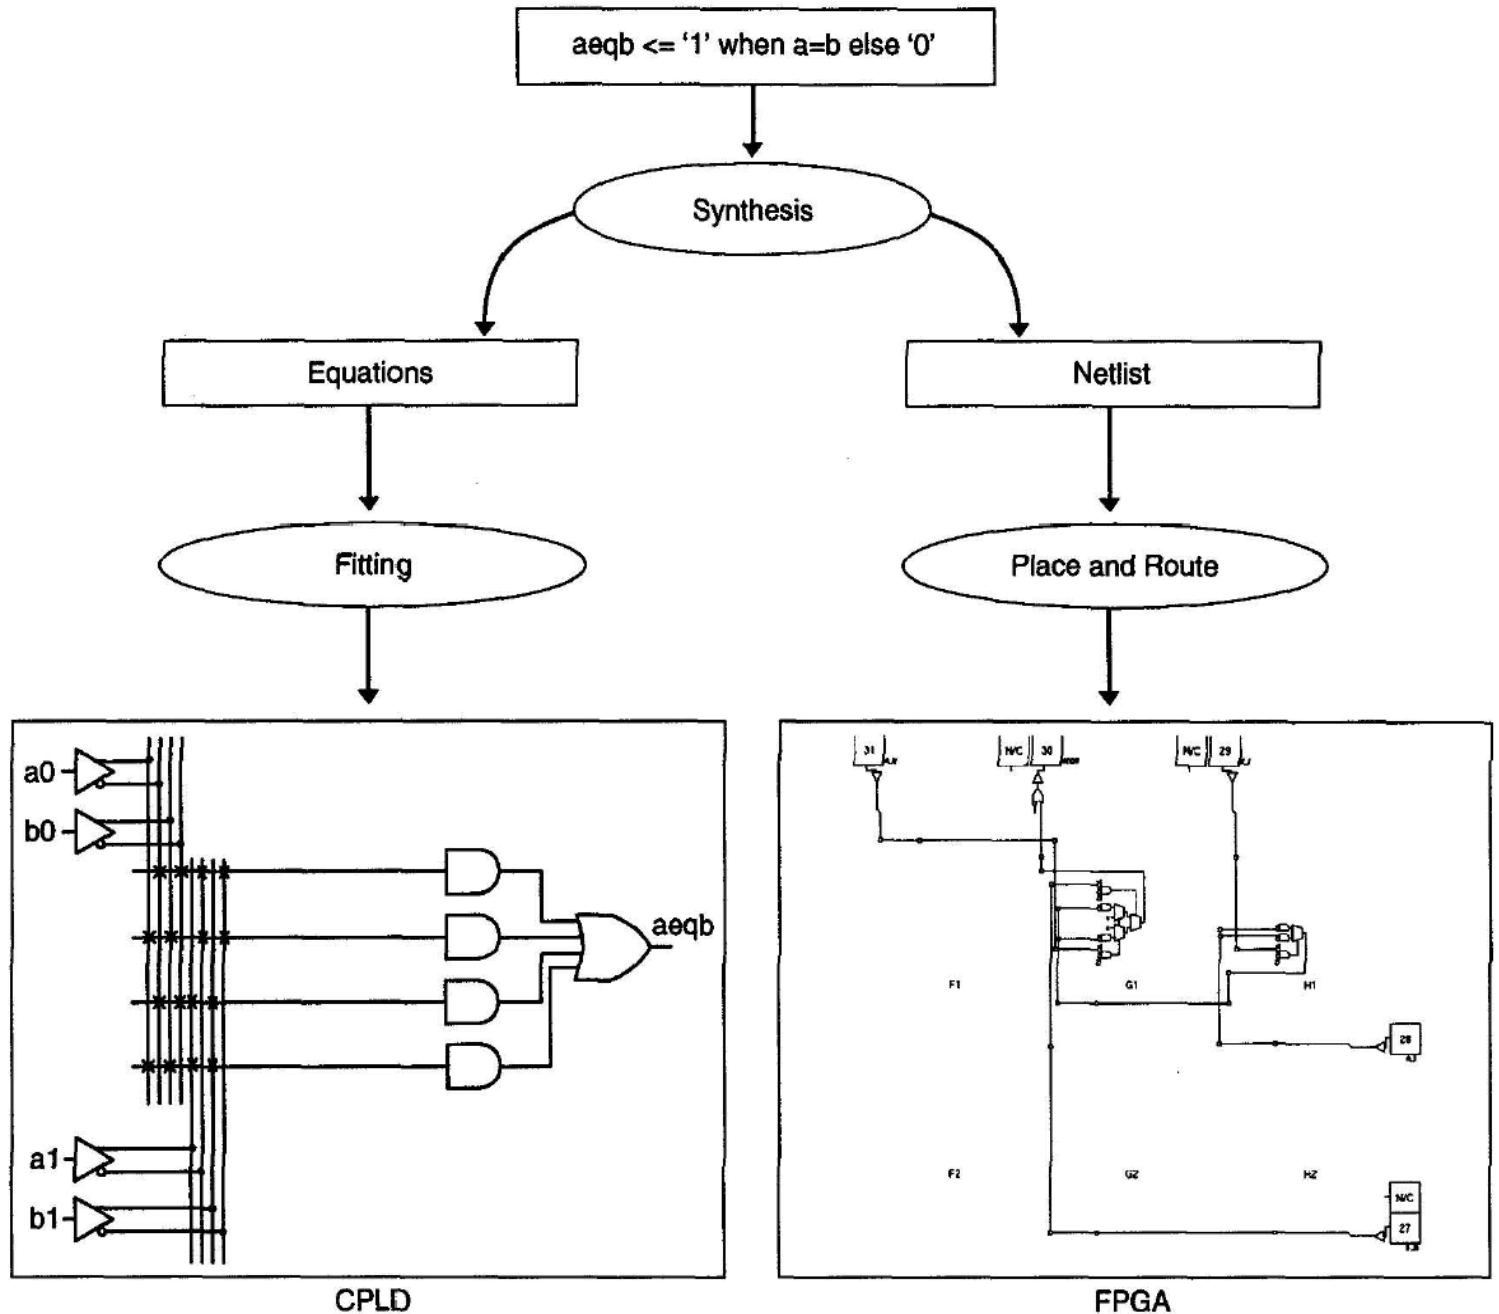 aeqb <= ‘1’ when a=b else ‘0’
Synthesis
Equations
Netlist
Fitting
Place and Route
a0
b0
aeqb
a1
b1
CPLD
31
N/C
30
N/C
29
F1
G1
H1
28
F2
G2
H2
N/C
27
FPGA